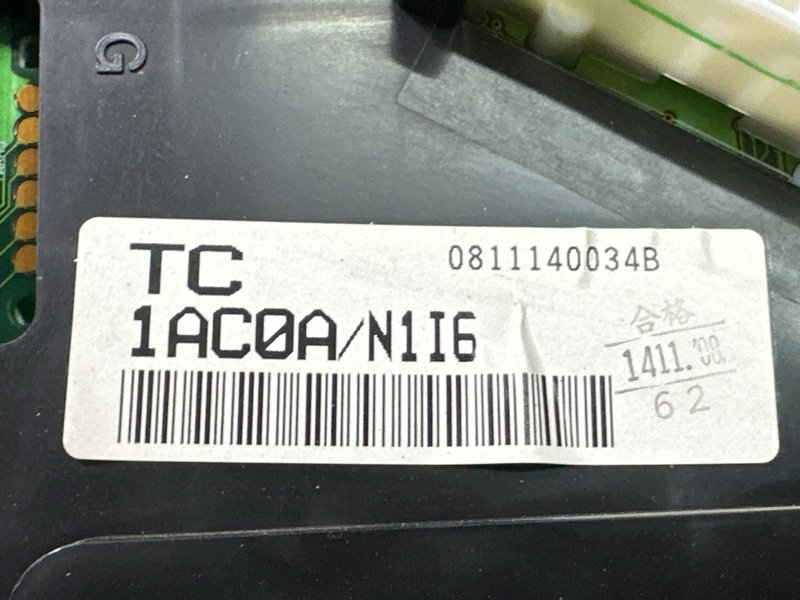 G
TC
0811140034B
1AC0A/N1I6
合格
1411.'08.
62